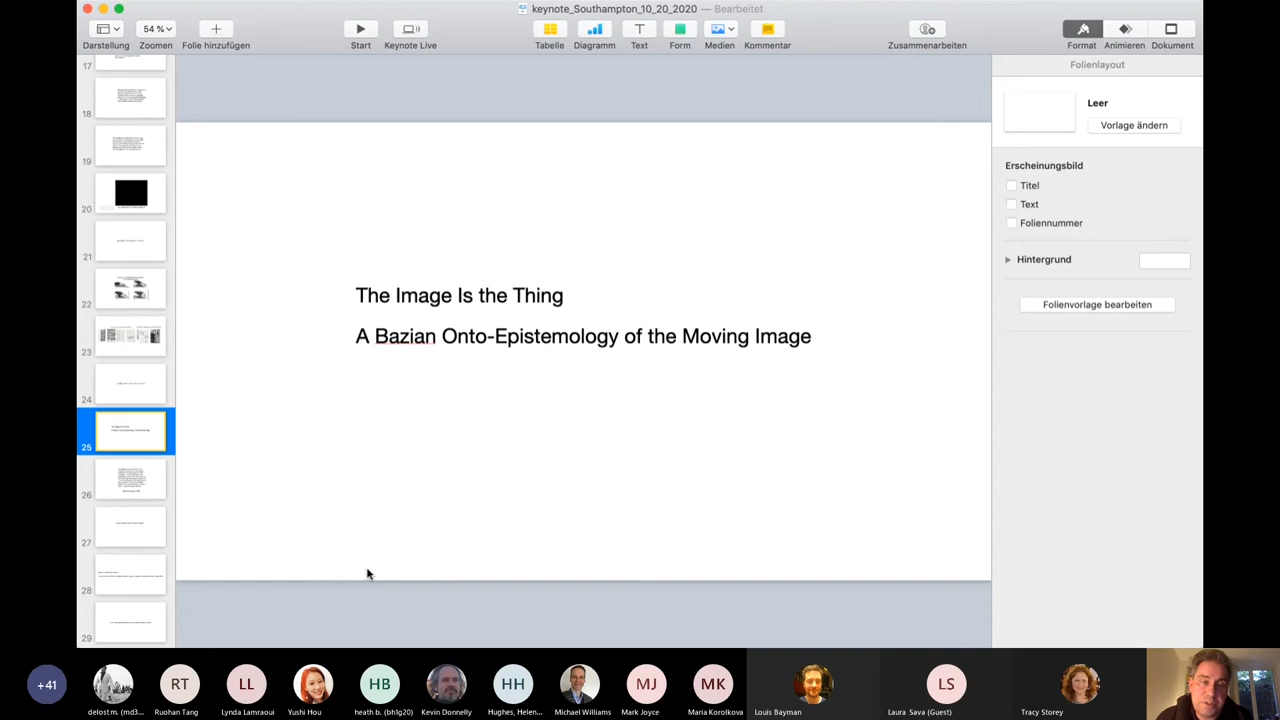 keynote_Southampton_10_20_2020 — Bearbeitet
54 %
Darstellung Zoomen Folie hinzufügen Start Keynote Live Tabelle Diagramm Text Form Medien Kommentar Zusammenarbeiten Format Animieren Dokument
Folienlayout
Leer
Vorlage ändern
Erscheinungsbild
Titel
Text
Foliennummer
Hintergrund
Folienvorlage bearbeiten
17
18
19
20
21
22
23
24
25
26
27
28
29
The Image Is the Thing
A Bazian Onto-Epistemology of the Moving Image
+41 RT LL HB HH MJ MK LS
delost m. (md3... Ruohan Tang Lynda Lamraoui Yushi Hou heath b. (bh1g20) Kevin Donnelly Hughes, Helen... Michael Williams Mark Joyce Maria Korolkova Louis Bayman Laura Sava (Guest) Tracy Storey